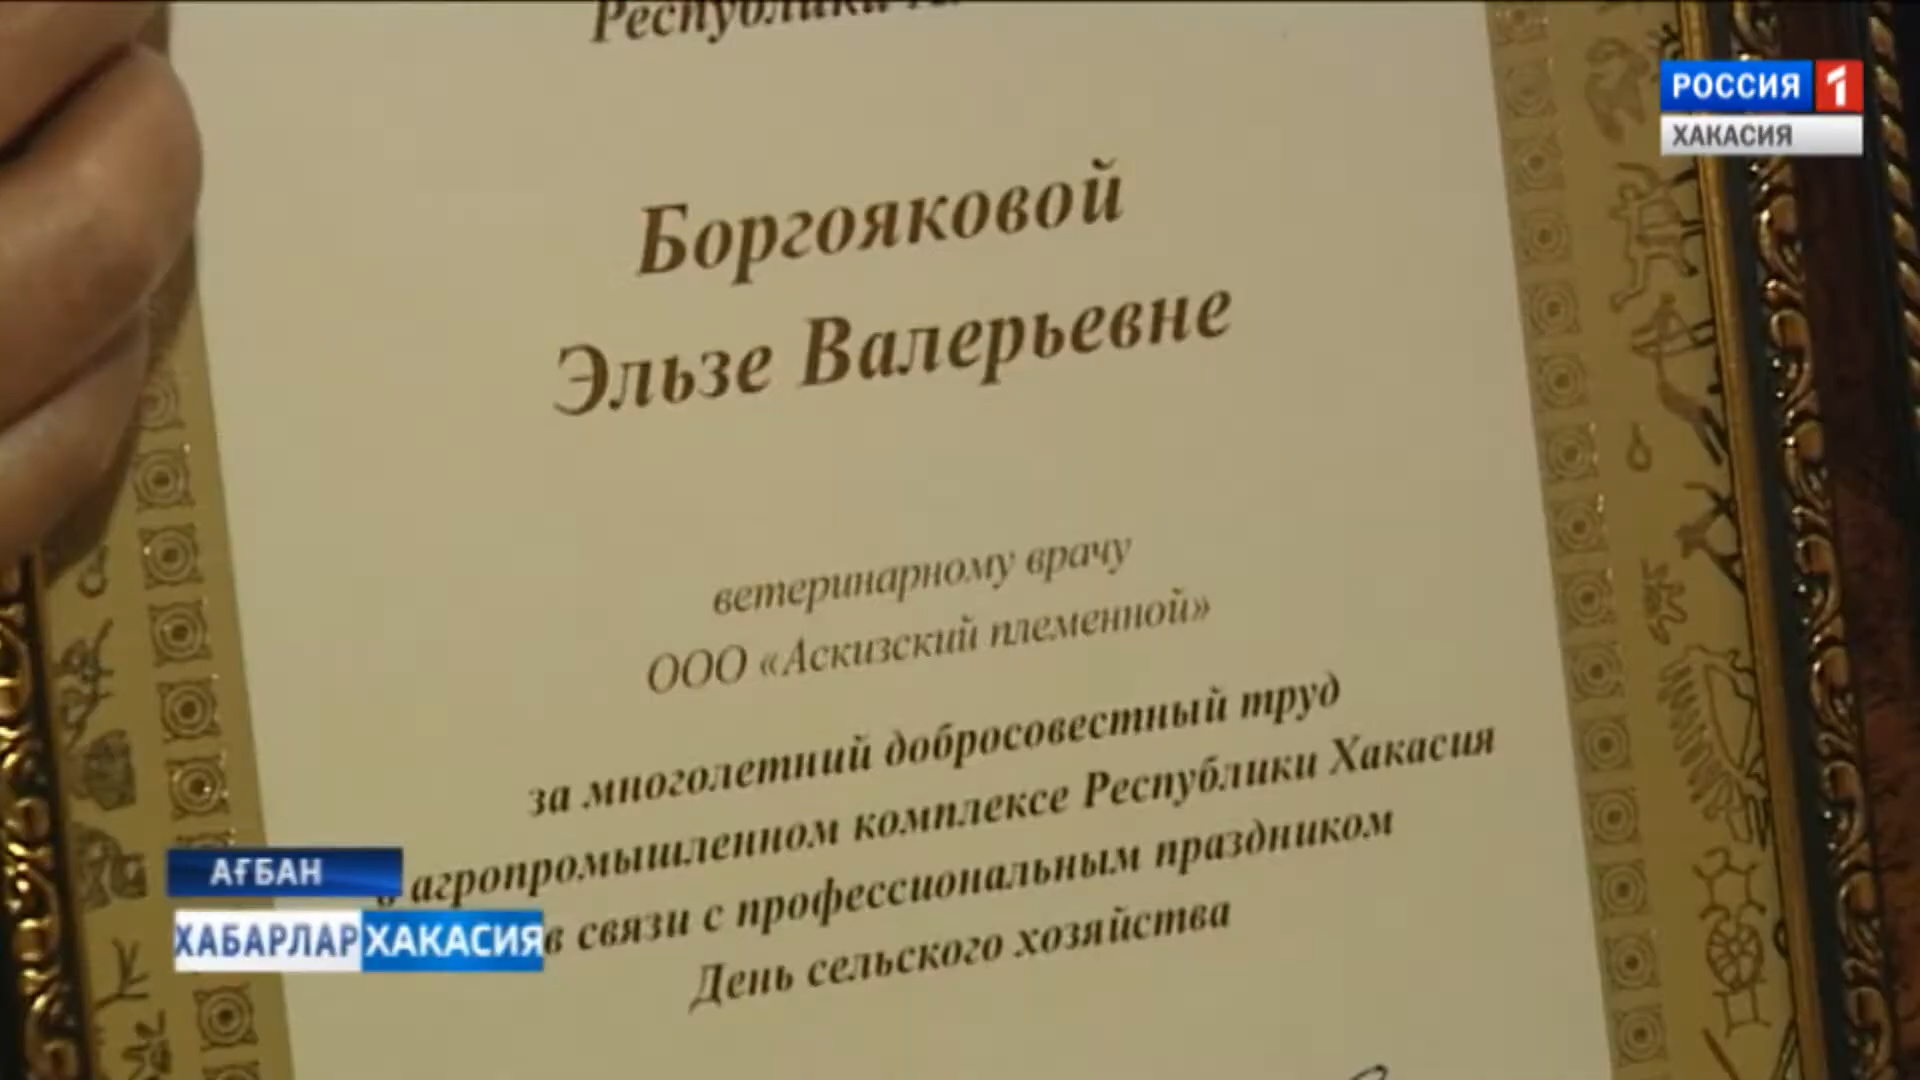 Республики
РОССИЯ 1
ХАКАСИЯ
Боргояковой
Эльзе Валерьевне
ветеринарному врачу
ООО «Аскизский племенной»
за многолетний добросовестный труд
в агропромышленном комплексе Республики Хакасия
в связи с профессиональным праздником
День сельского хозяйства
АҒБАН
ХАБАРЛАР ХАКАСИЯ